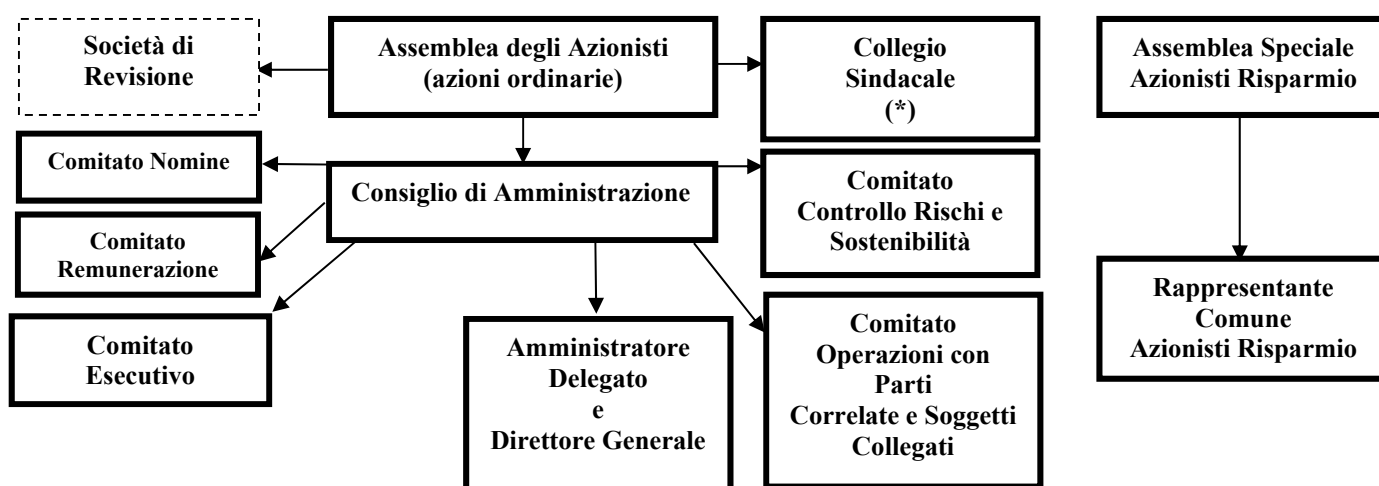 Società di
Revisione
Assemblea degli Azionisti
(azioni ordinarie)
Collegio
Sindacale
(*)
Assemblea Speciale
Azionisti Risparmio
Comitato Nomine
Consiglio di Amministrazione
Comitato
Controllo Rischi e
Sostenibilità
Comitato
Remunerazione
Comitato
Esecutivo
Amministratore
Delegato
e
Direttore Generale
Comitato
Operazioni con
Parti
Correlate e Soggetti
Collegati
Rappresentante
Comune
Azionisti Risparmio